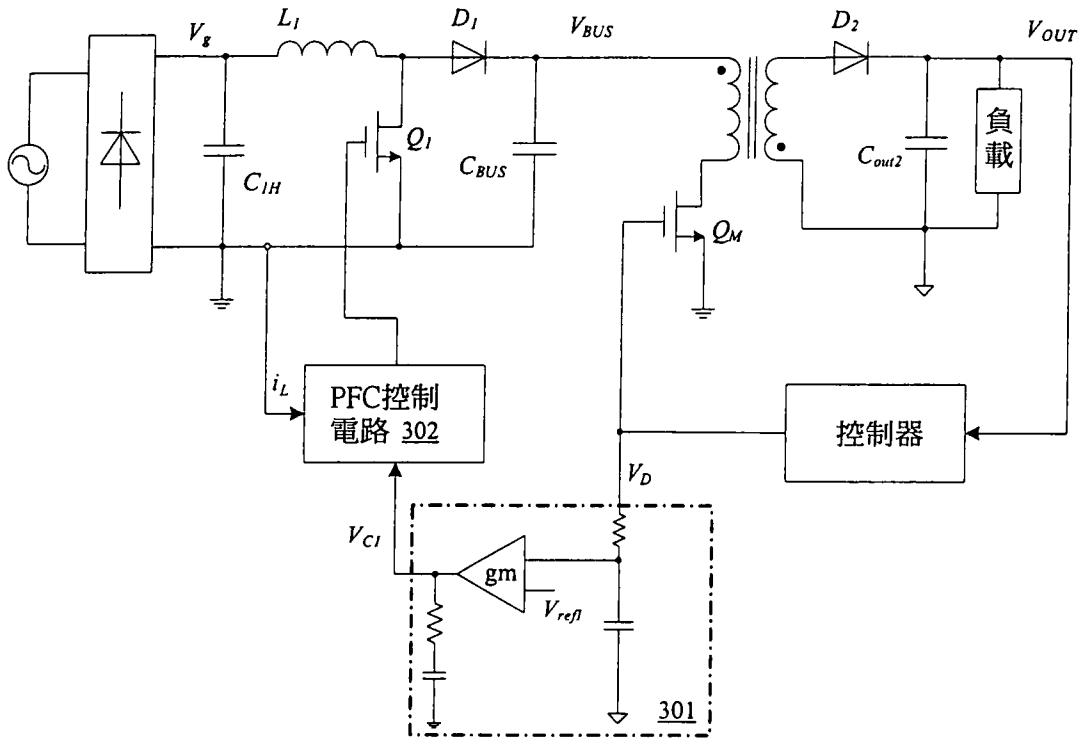 V_g
L_1
D_1
V_BUS
D_2
V_OUT
C_1H
Q_1
C_BUS
Q_M
C_out2
負載
i_L
PFC控制
電路 302
控制器
V_D
V_C1
gm
V_ref1
301